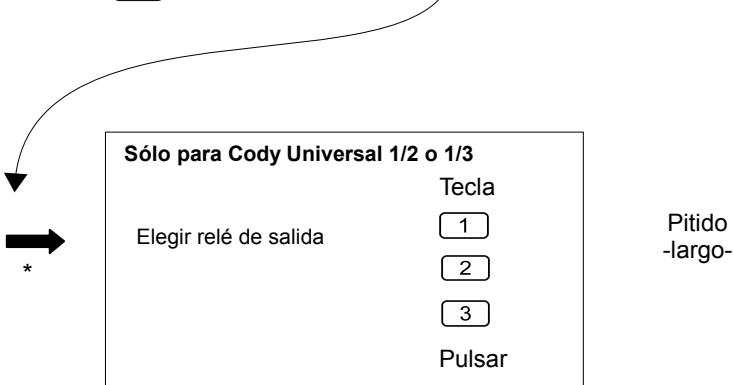 Sólo para Cody Universal 1/2 o 1/3
Tecla
Elegir relé de salida
1
2
3
Pulsar
Pitido
-largo-
*